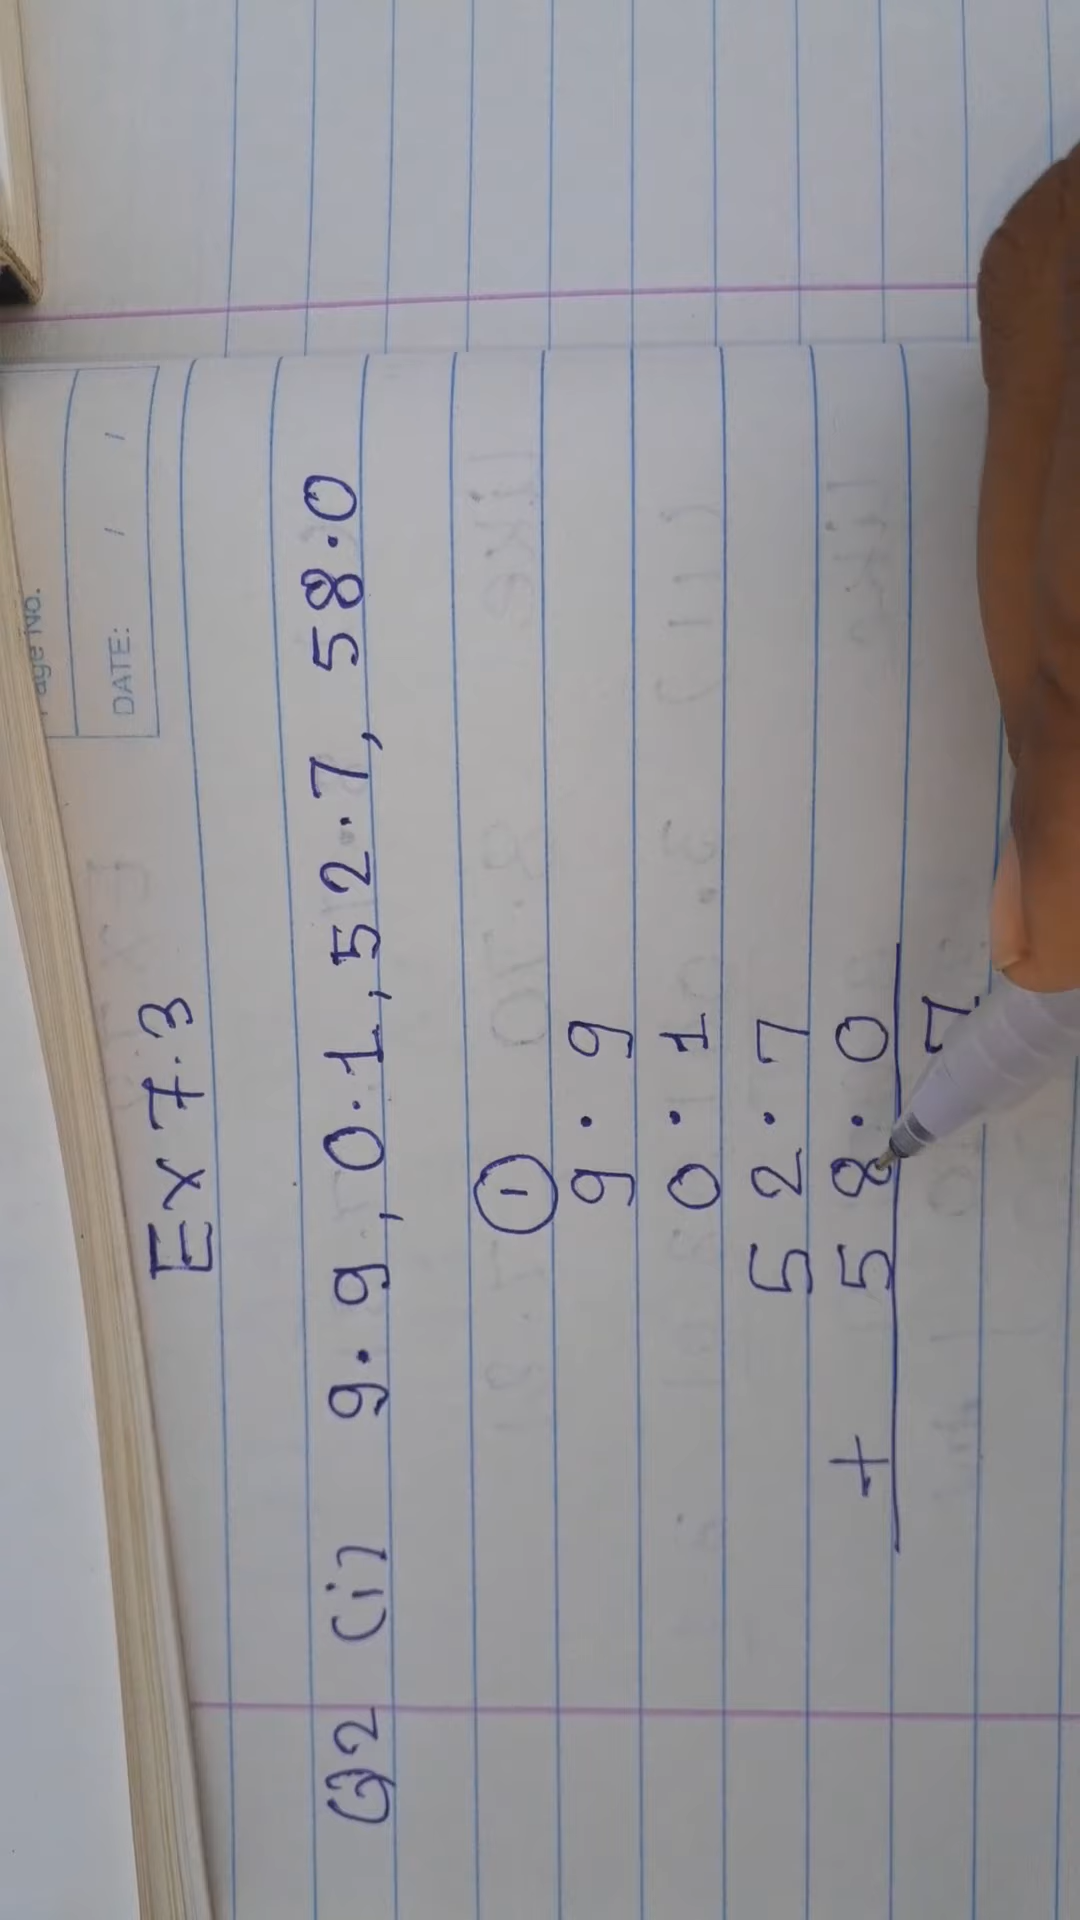 Page No.
DATE: / /
Ex 7.3
Q2 (i) 9.9, 0.1, 52.7, 58.0
1
9.9
0.1
52.7
+ 58.0
7